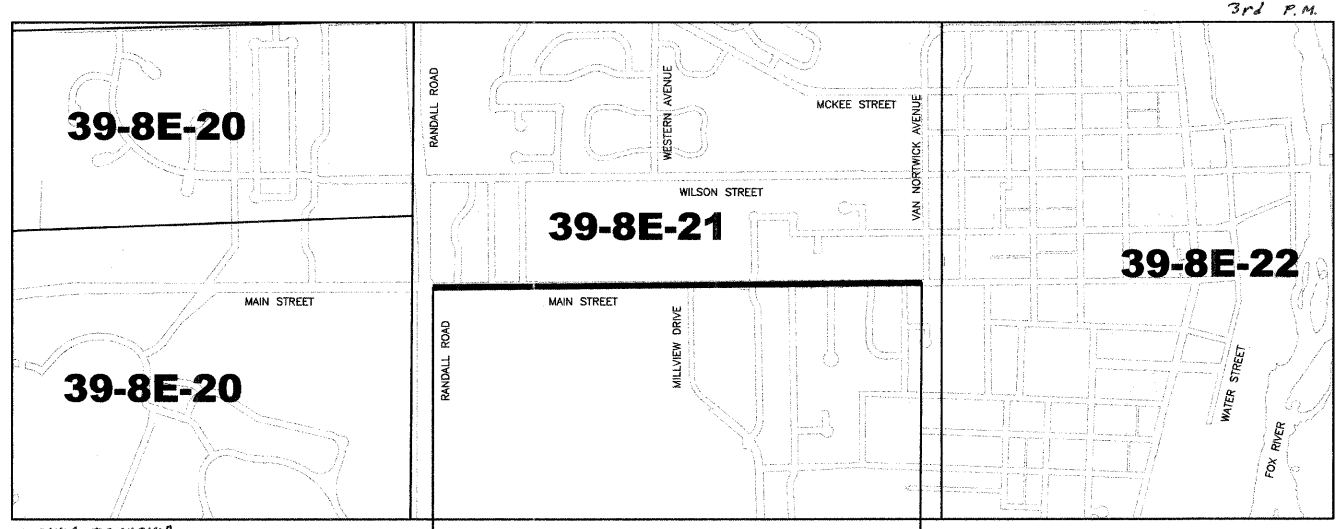 3rd P.M.
39-8E-20
RANDALL ROAD
WESTERN AVENUE
MCKEE STREET
VAN NORTWICK AVENUE
WILSON STREET
39-8E-21
39-8E-22
MAIN STREET
MAIN STREET
RANDALL ROAD
MILLVIEW DRIVE
39-8E-20
WATER STREET
FOX RIVER